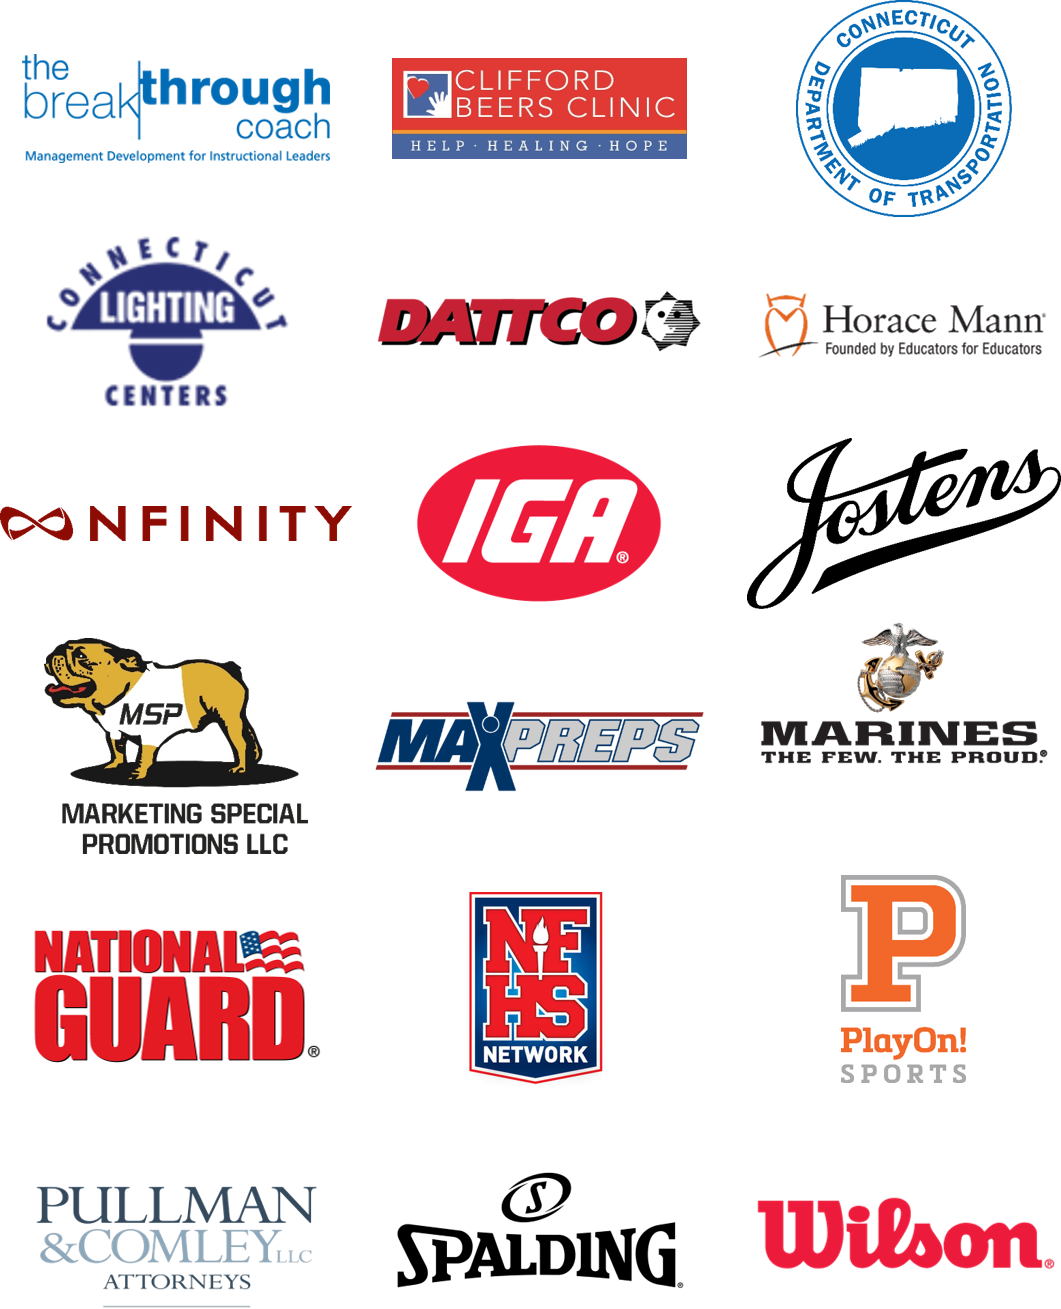 the
breakthrough
coach
Management Development for Instructional Leaders
CLIFFORD
BEERS CLINIC
HELP · HEALING · HOPE
CONNECTICUT
DEPARTMENT OF TRANSPORTATION
CONNECTICUT
LIGHTING
CENTERS
DATTCO
Horace Mann®
Founded by Educators for Educators
NFINITY
IGA®
Jostens
MSP
MARKETING SPECIAL
PROMOTIONS LLC
MAXPREPS
MARINES
THE FEW. THE PROUD.®
NATIONAL
GUARD®
NF
HS
NETWORK
P
PlayOn!
SPORTS
PULLMAN
&COMLEY LLC
ATTORNEYS
S
SPALDING®
Wilson®